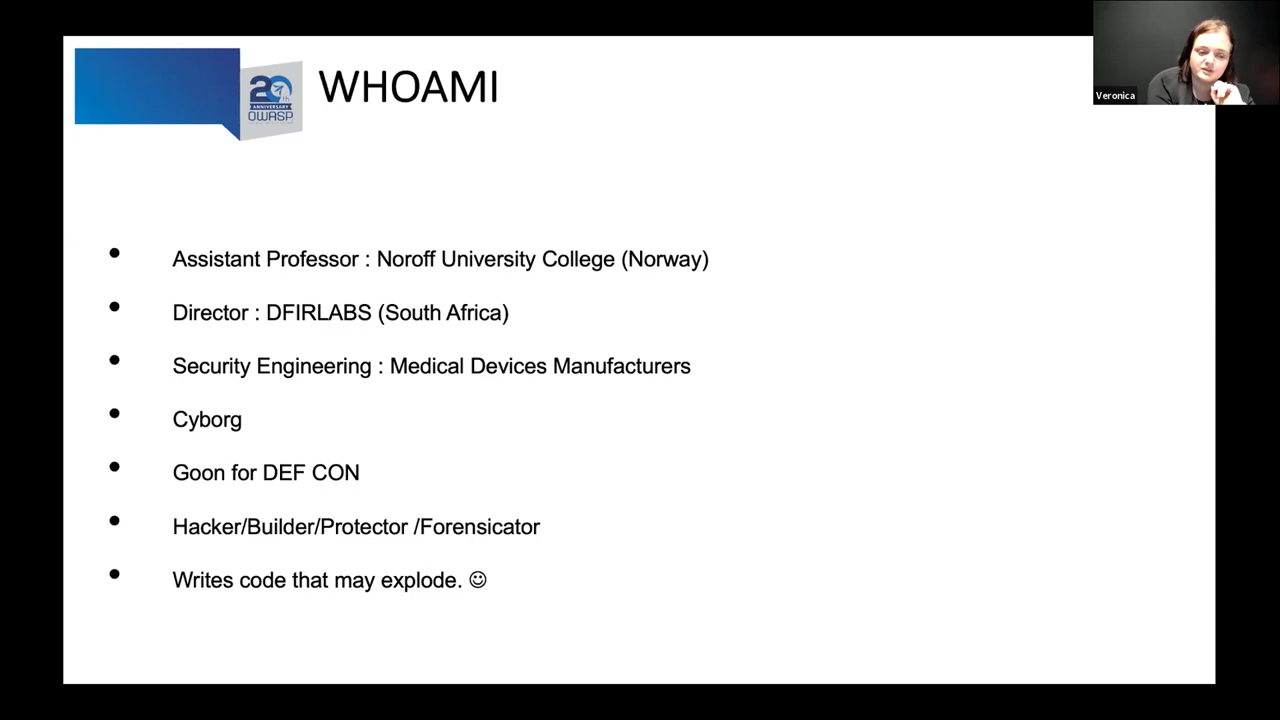 Veronica
20th
ANNIVERSARY
OWASP
WHOAMI
Assistant Professor : Noroff University College (Norway)
Director : DFIRLABS (South Africa)
Security Engineering : Medical Devices Manufacturers
Cyborg
Goon for DEF CON
Hacker/Builder/Protector /Forensicator
Writes code that may explode. ☺